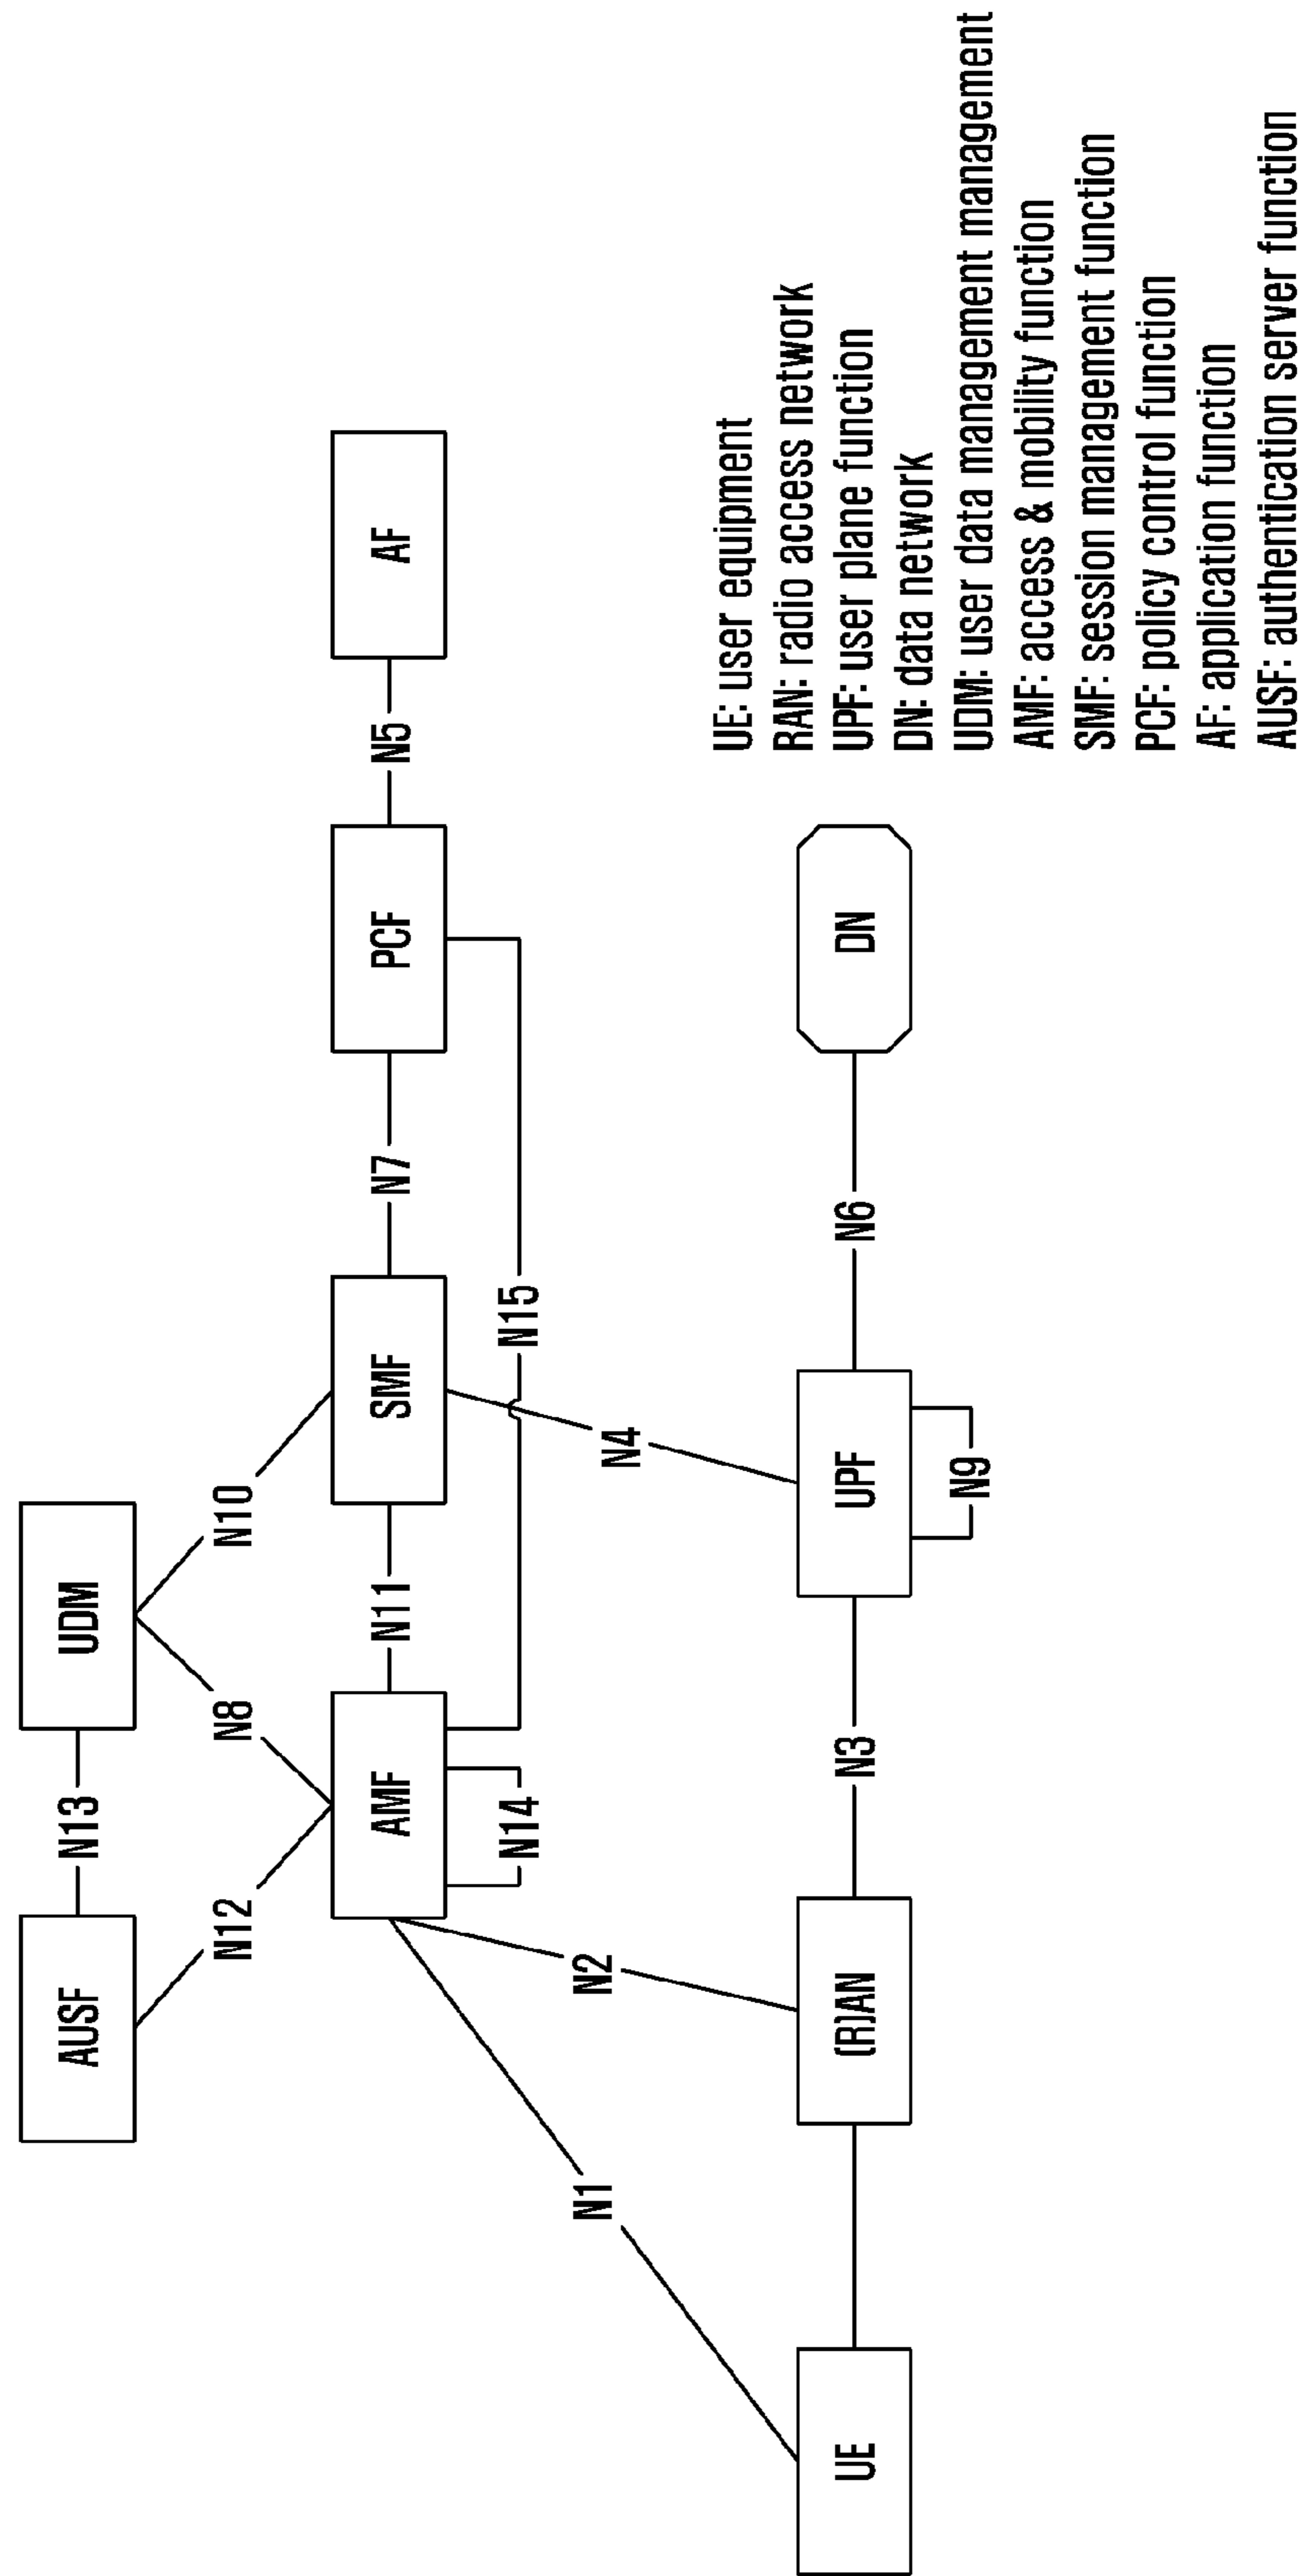 AUSF
N13
UDM
N12
N8
N10
AMF
N11
SMF
N7
PCF
N5
AF
N14
N15
N1
N2
N4
UE
(R)AN
N3
UPF
N6
DN
N9
UE: user equipment
RAN: radio access network
UPF: user plane function
DN: data network
UDM: user data management management
AMF: access & mobility function
SMF: session management function
PCF: policy control function
AF: application function
AUSF: authentication server function